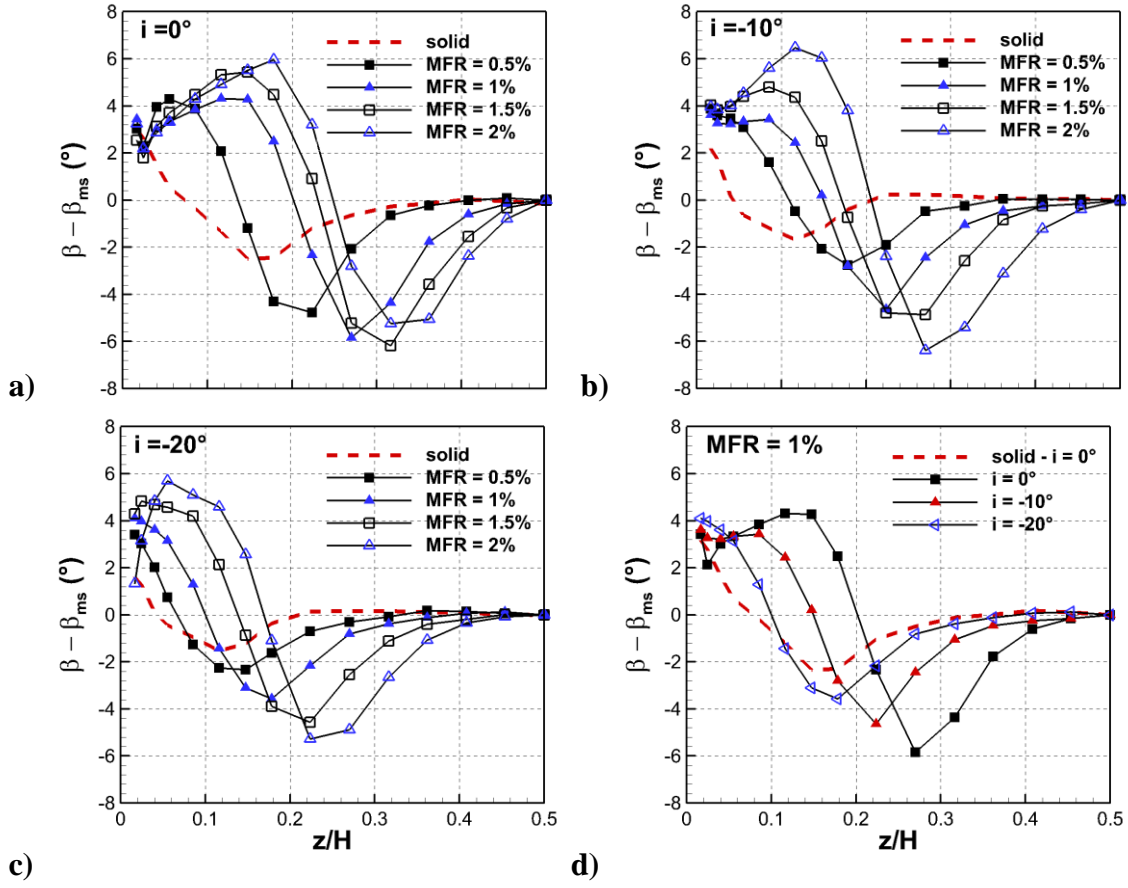 i =0°
solid
MFR = 0.5%
MFR = 1%
MFR = 1.5%
MFR = 2%
8
6
4
2
0
-2
-4
-6
-8
β − βms (°)
0
0.1
0.2
0.3
0.4
0.5
a)
i =-10°
solid
MFR = 0.5%
MFR = 1%
MFR = 1.5%
MFR = 2%
8
6
4
2
0
-2
-4
-6
-8
β − βms (°)
0
0.1
0.2
0.3
0.4
0.5
b)
i =-20°
solid
MFR = 0.5%
MFR = 1%
MFR = 1.5%
MFR = 2%
8
6
4
2
0
-2
-4
-6
-8
β − βms (°)
0
0.1
0.2
0.3
0.4
0.5
z/H
c)
MFR = 1%
solid - i = 0°
i = 0°
i = -10°
i = -20°
8
6
4
2
0
-2
-4
-6
-8
β − βms (°)
0
0.1
0.2
0.3
0.4
0.5
z/H
d)